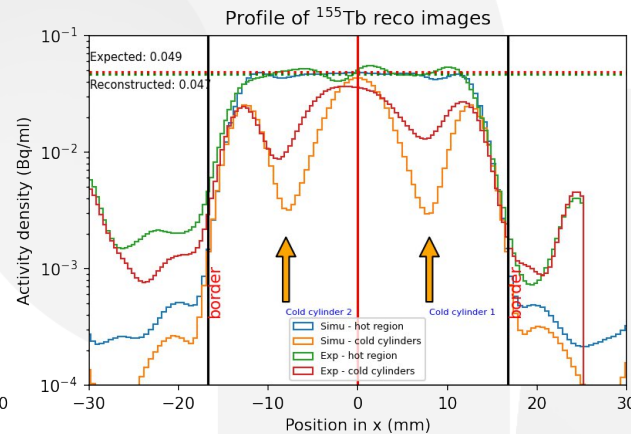 Profile of ¹⁵⁵Tb reco images
10⁻¹
Expected: 0.049
Reconstructed: 0.047
10⁻²
Activity density (Bq/ml)
10⁻³
border
border
Cold cylinder 2
Cold cylinder 1
Simu - hot region
Simu - cold cylinders
Exp - hot region
Exp - cold cylinders
10⁻⁴
0
−30
−20
−10
0
10
20
30
Position in x (mm)